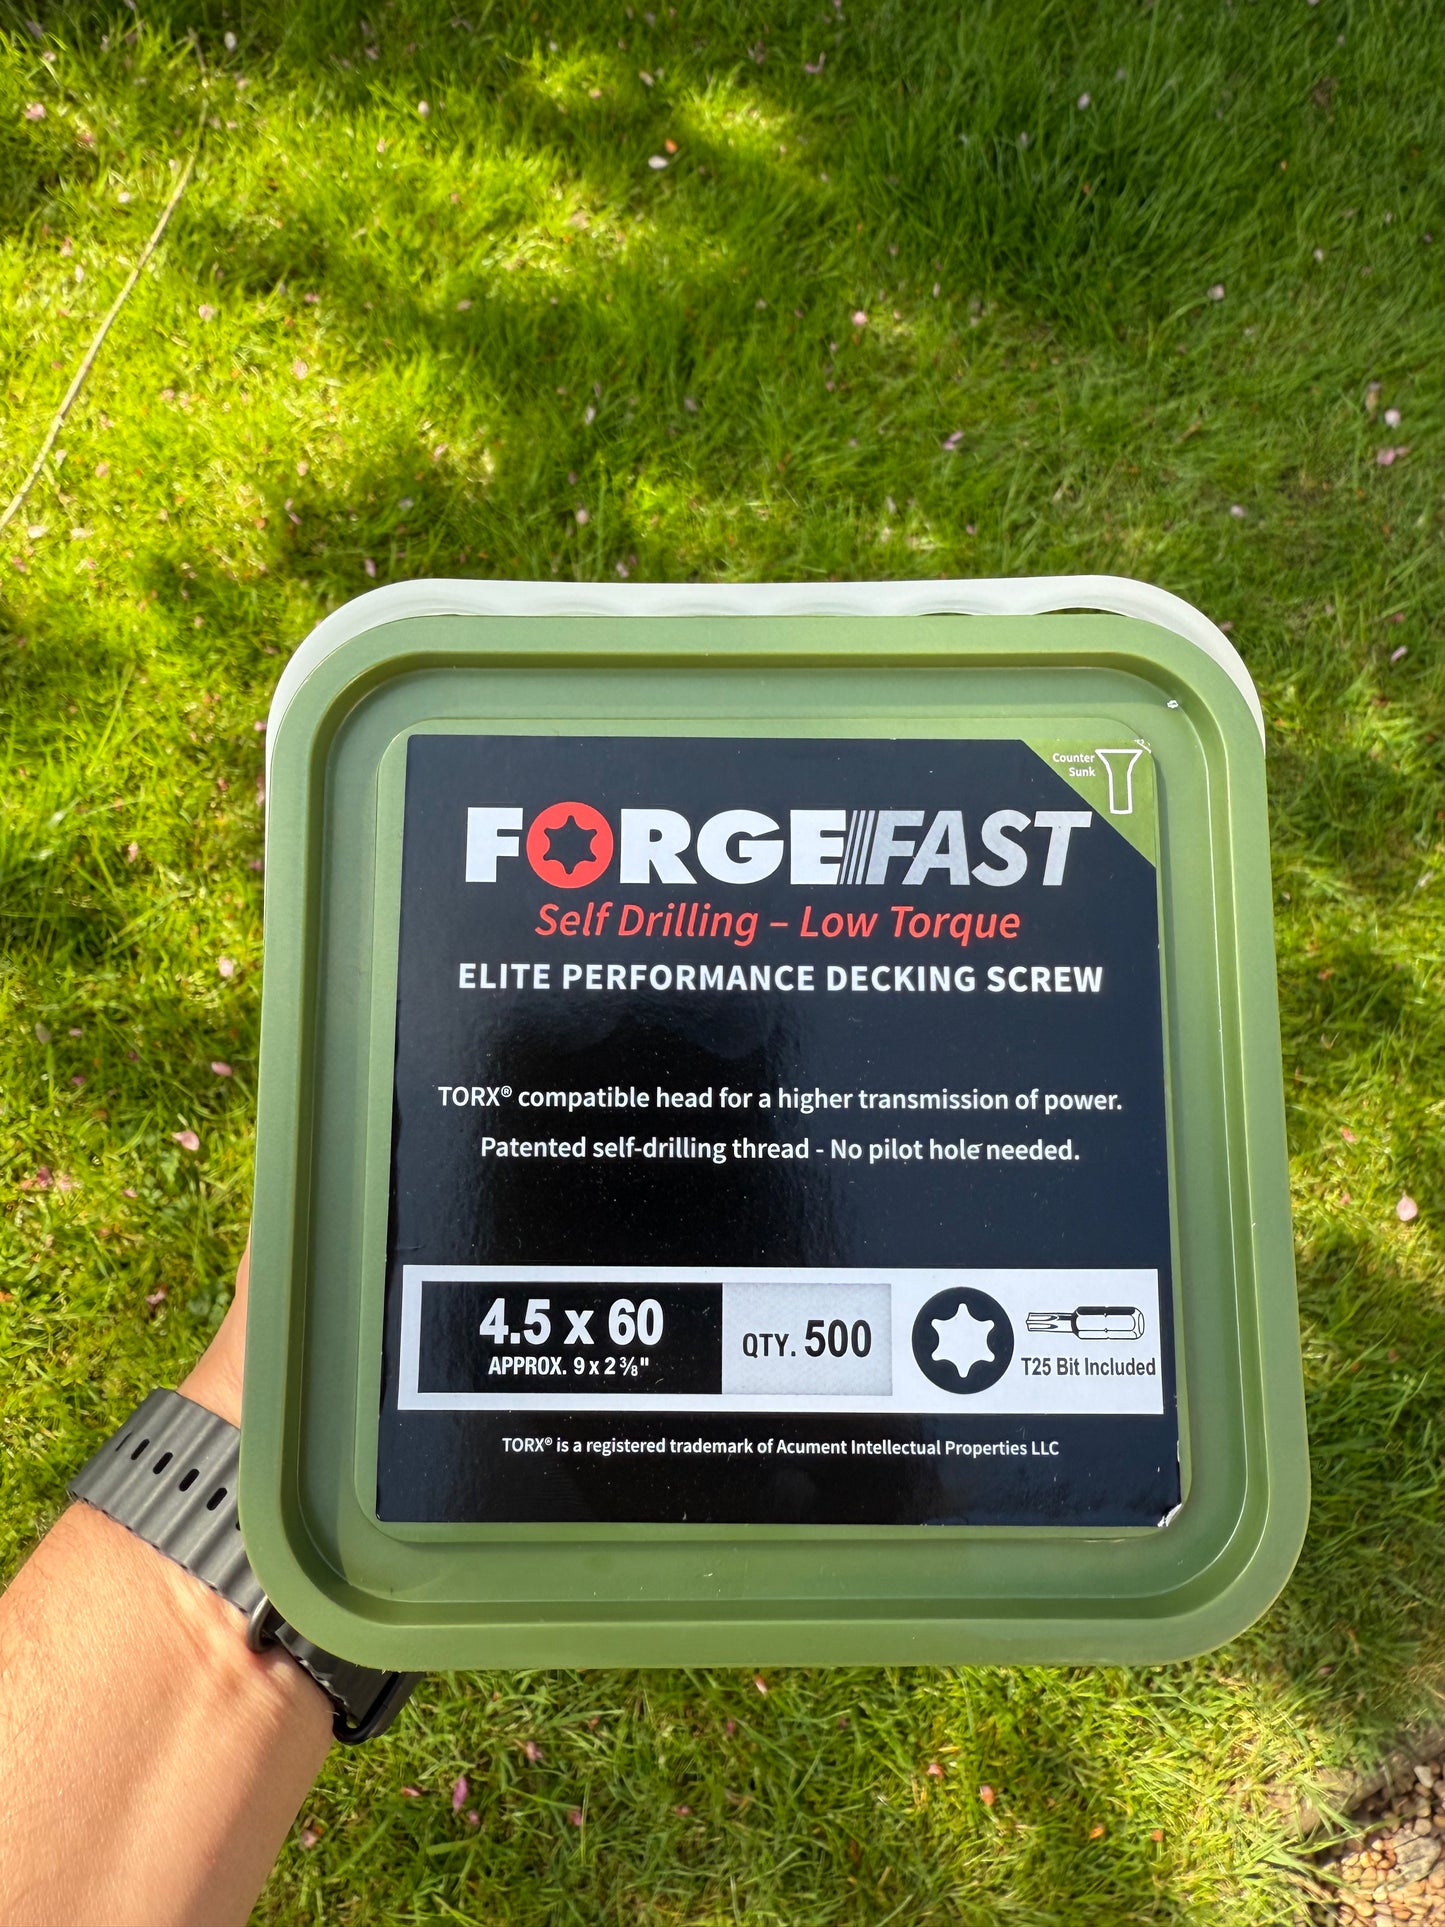 Counter
Sunk
FORGEFAST
Self Drilling – Low Torque
ELITE PERFORMANCE DECKING SCREW
TORX® compatible head for a higher transmission of power.
Patented self-drilling thread - No pilot hole needed.
4.5 x 60
APPROX. 9 x 2 ⅜"
QTY. 500
T25 Bit Included
TORX® is a registered trademark of Acument Intellectual Properties LLC